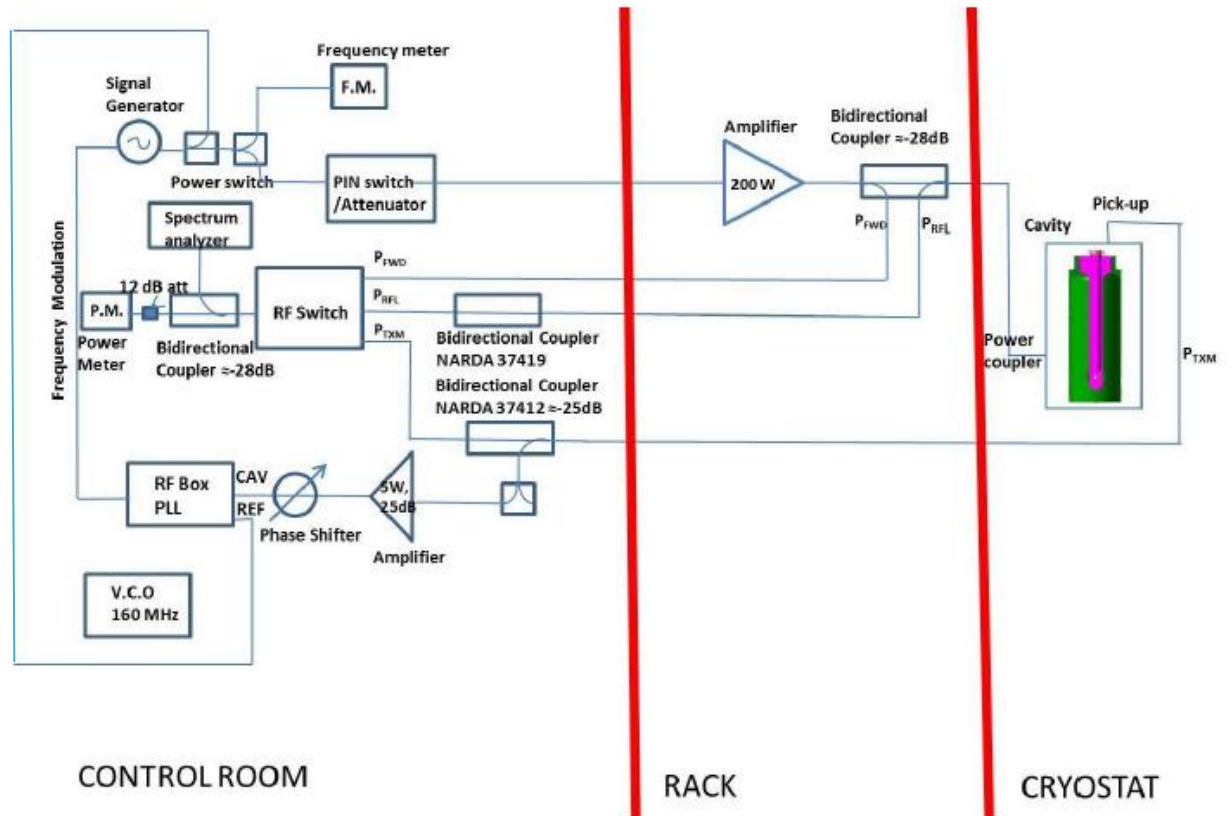 Frequency meter
F.M.
Signal
Generator
Power switch
PIN switch
/Attenuator
Amplifier
200 W
Bidirectional
Coupler ≈-28dB
PFWD
PRFL
Pick-up
Cavity
Power
coupler
PTXM
Spectrum
analyzer
12 dB att
P.M.
Power
Meter
Bidirectional
Coupler ≈-28dB
RF Switch
PFWD
PRFL
PTXM
Bidirectional Coupler
NARDA 37419
Bidirectional Coupler
NARDA 37412 ≈-25dB
Frequency Modulation
RF Box
PLL
CAV
REF
Phase Shifter
5W,
25dB
Amplifier
V.C.O
160 MHz
CONTROL ROOM
RACK
CRYOSTAT